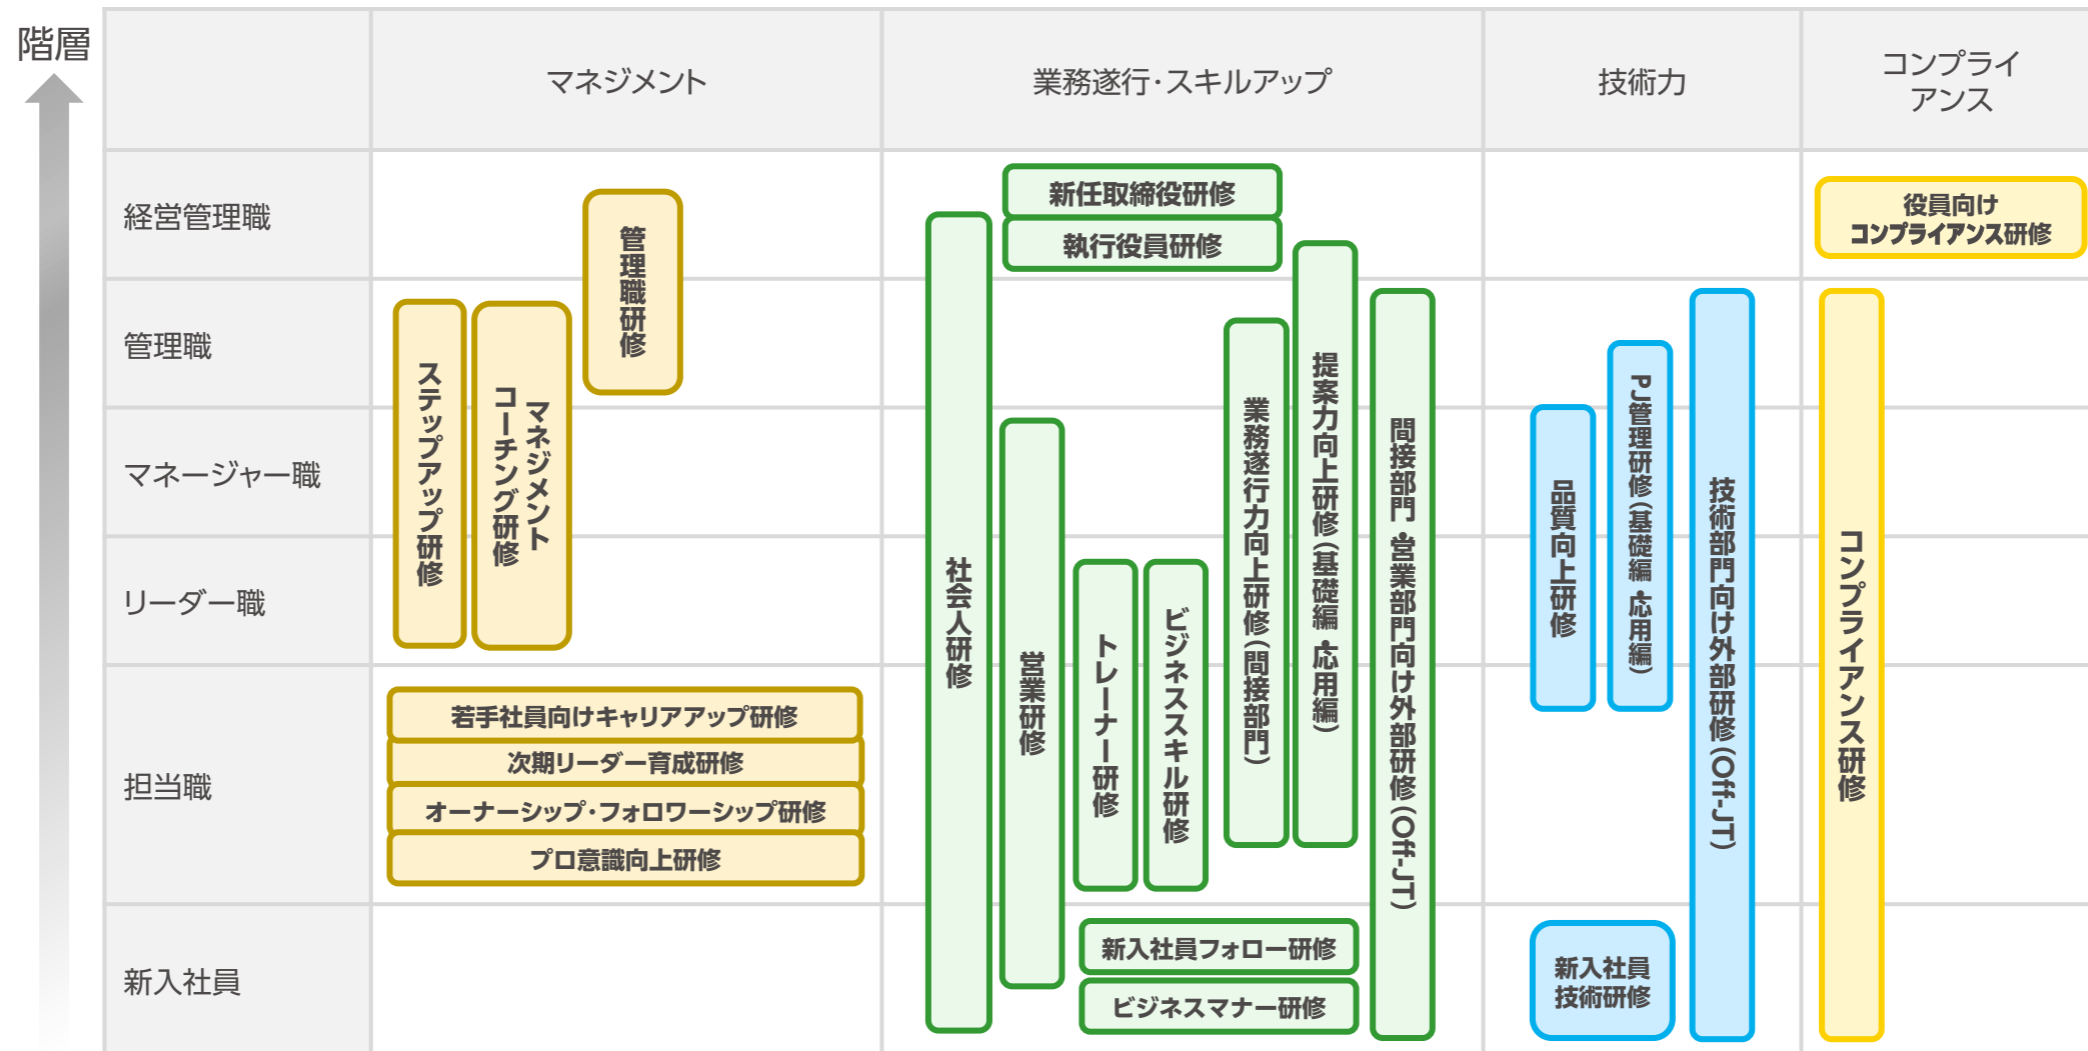 階層
マネジメント
業務遂行・スキルアップ
技術力
コンプライ
アンス
経営管理職
管理職
マネージャー職
リーダー職
担当職
新入社員
管理職研修
ステップアップ研修
マネジメント
コーチング研修
若手社員向けキャリアアップ研修
次期リーダー育成研修
オーナーシップ・フォロワーシップ研修
プロ意識向上研修
新任取締役研修
執行役員研修
社会人研修
営業研修
トレーナー研修
ビジネススキル研修
業務遂行力向上研修(間接部門)
提案力向上研修(基礎編・応用編)
間接部門・営業部門向け外部研修(Off-JT)
新入社員フォロー研修
ビジネスマナー研修
品質向上研修
PJ管理研修(基礎編・応用編)
技術部門向け外部研修(Off-JT)
新入社員
技術研修
役員向け
コンプライアンス研修
コンプライアンス研修